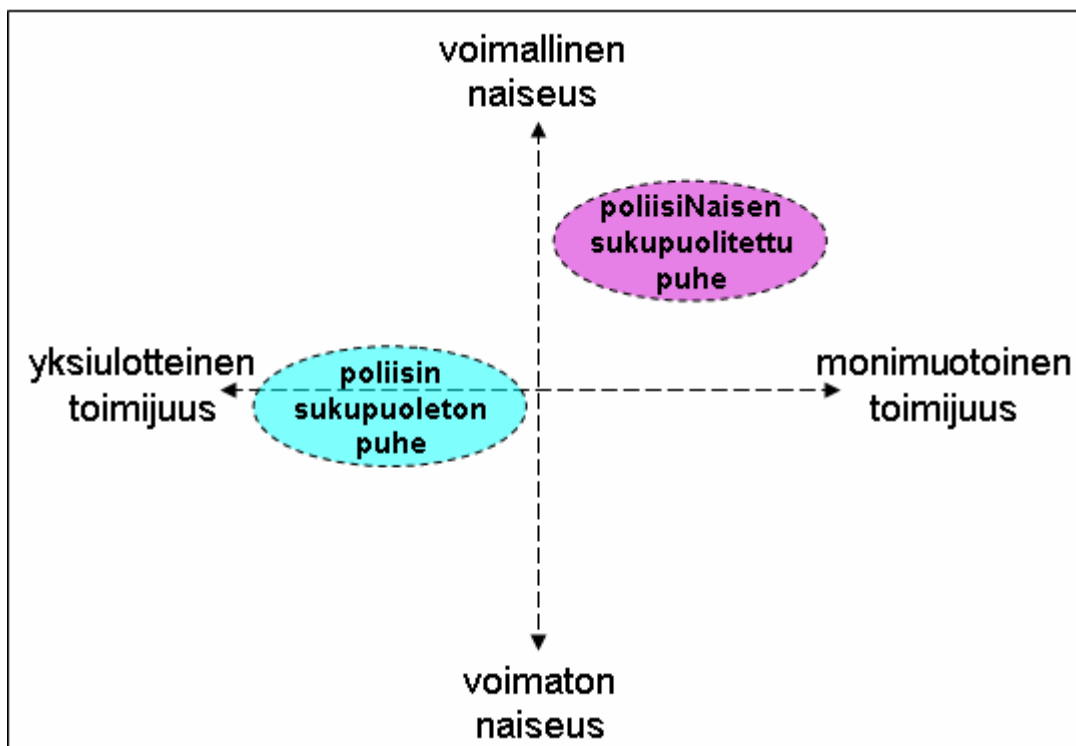 voimallinen
naiseus
poliisiNaisen
sukupuolitettu
puhe
yksiulotteinen
toimijuus
poliisin
sukupuoleton
puhe
monimuotoinen
toimijuus
voimaton
naiseus